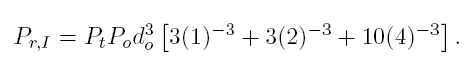 $P_{r,I} = P_t P_o d_o^3 \left[ 3(1)^{-3} + 3(2)^{-3} + 10(4)^{-3} \right].$